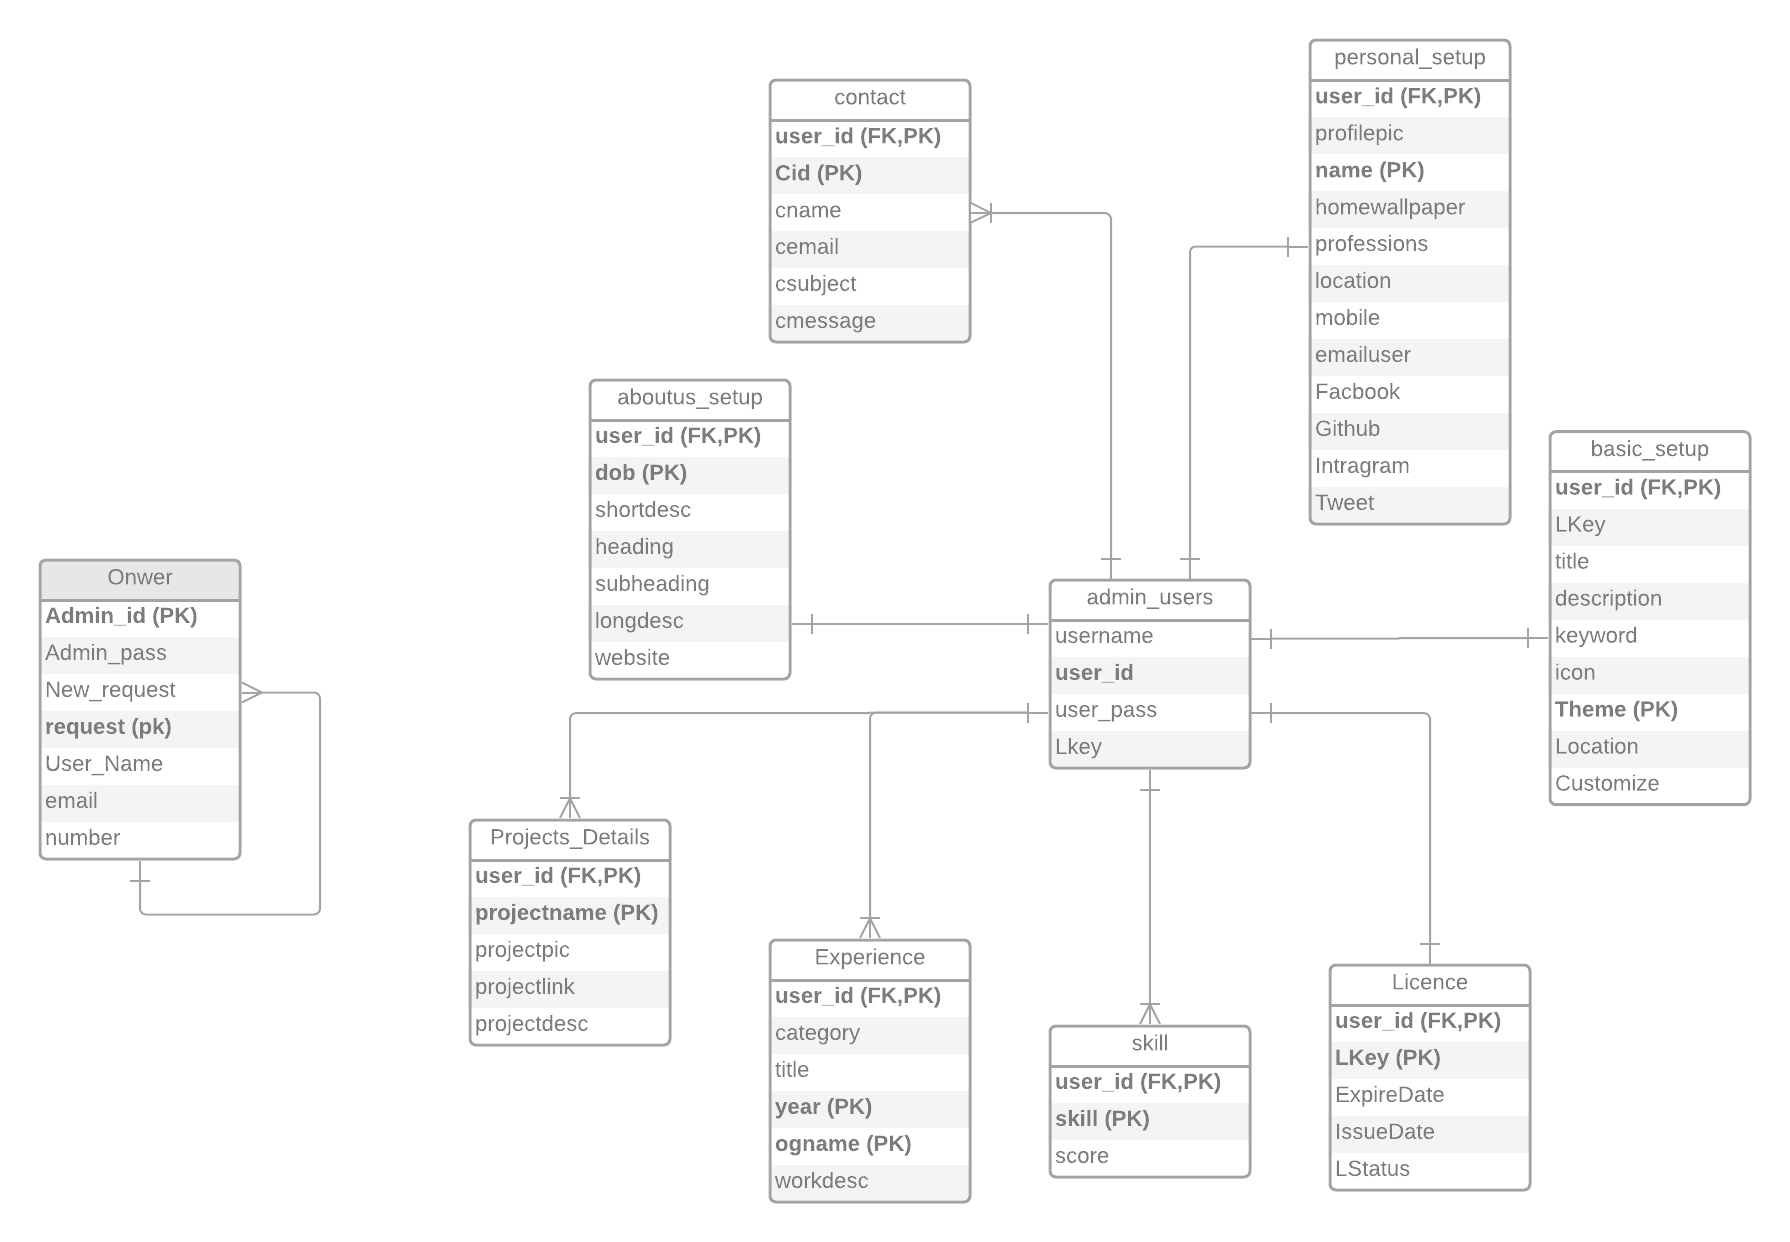 personal_setup
user_id (FK,PK)
profilepic
name (PK)
homewallpaper
professions
location
mobile
emailuser
Facbook
Github
Intragram
Tweet
contact
user_id (FK,PK)
Cid (PK)
cname
cemail
csubject
cmessage
aboutus_setup
user_id (FK,PK)
dob (PK)
shortdesc
heading
subheading
longdesc
website
basic_setup
user_id (FK,PK)
LKey
title
description
keyword
icon
Theme (PK)
Location
Customize
Onwer
Admin_id (PK)
Admin_pass
New_request
request (pk)
User_Name
email
number
admin_users
username
user_id
user_pass
Lkey
Projects_Details
user_id (FK,PK)
projectname (PK)
projectpic
projectlink
projectdesc
Experience
user_id (FK,PK)
category
title
year (PK)
ogname (PK)
workdesc
skill
user_id (FK,PK)
skill (PK)
score
Licence
user_id (FK,PK)
LKey (PK)
ExpireDate
IssueDate
LStatus